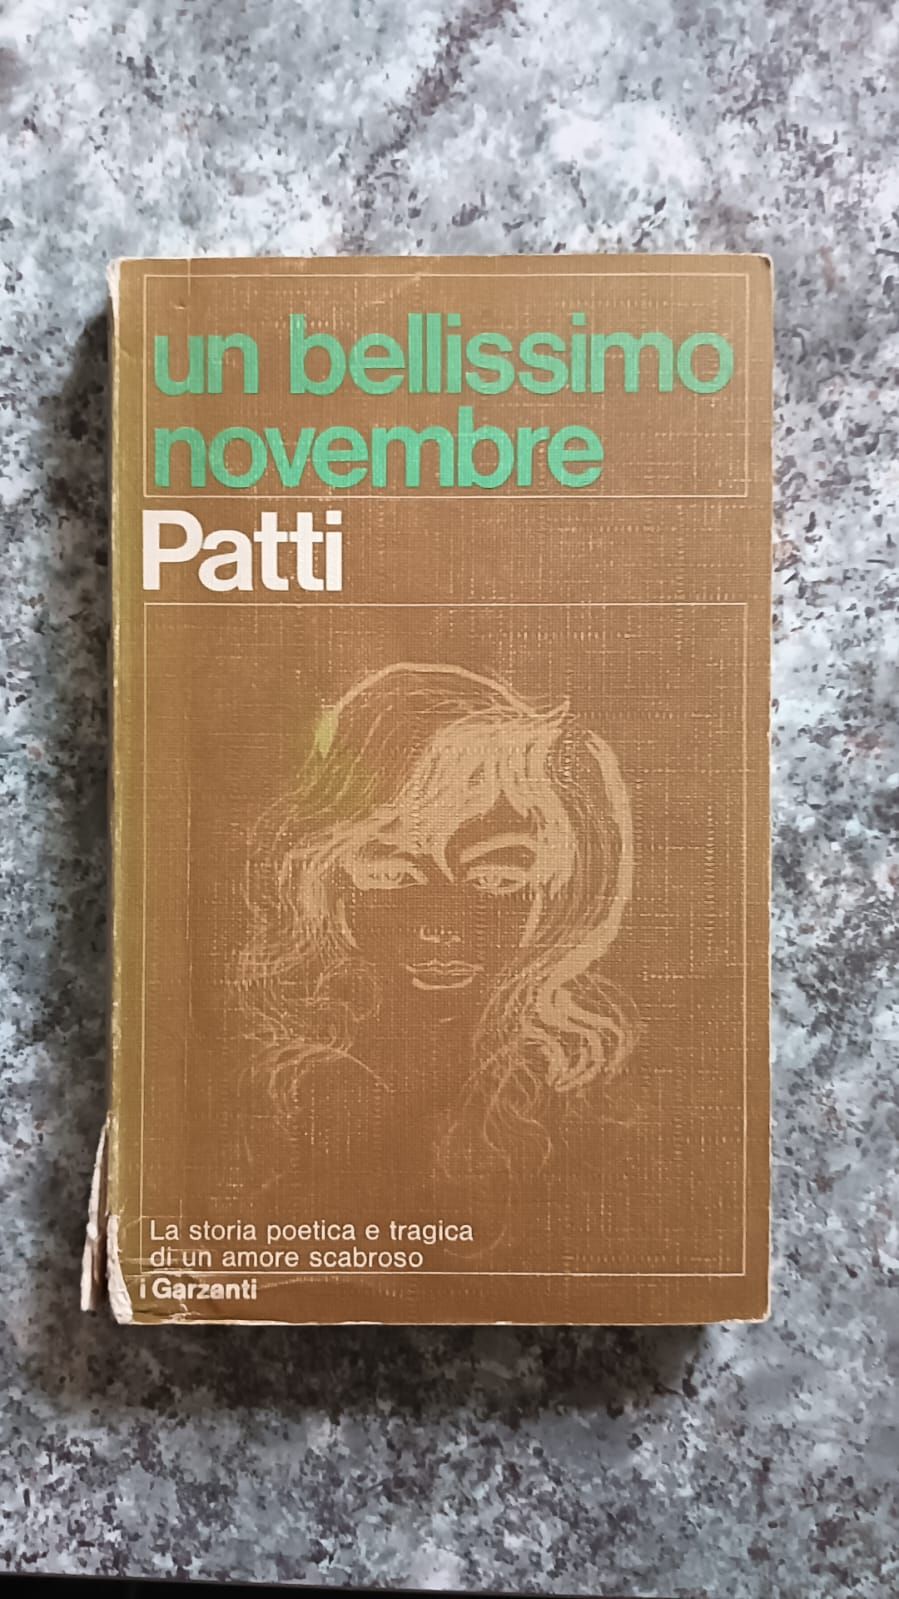 un bellissimo
novembre
Patti
La storia poetica e tragica
di un amore scabroso
i Garzanti